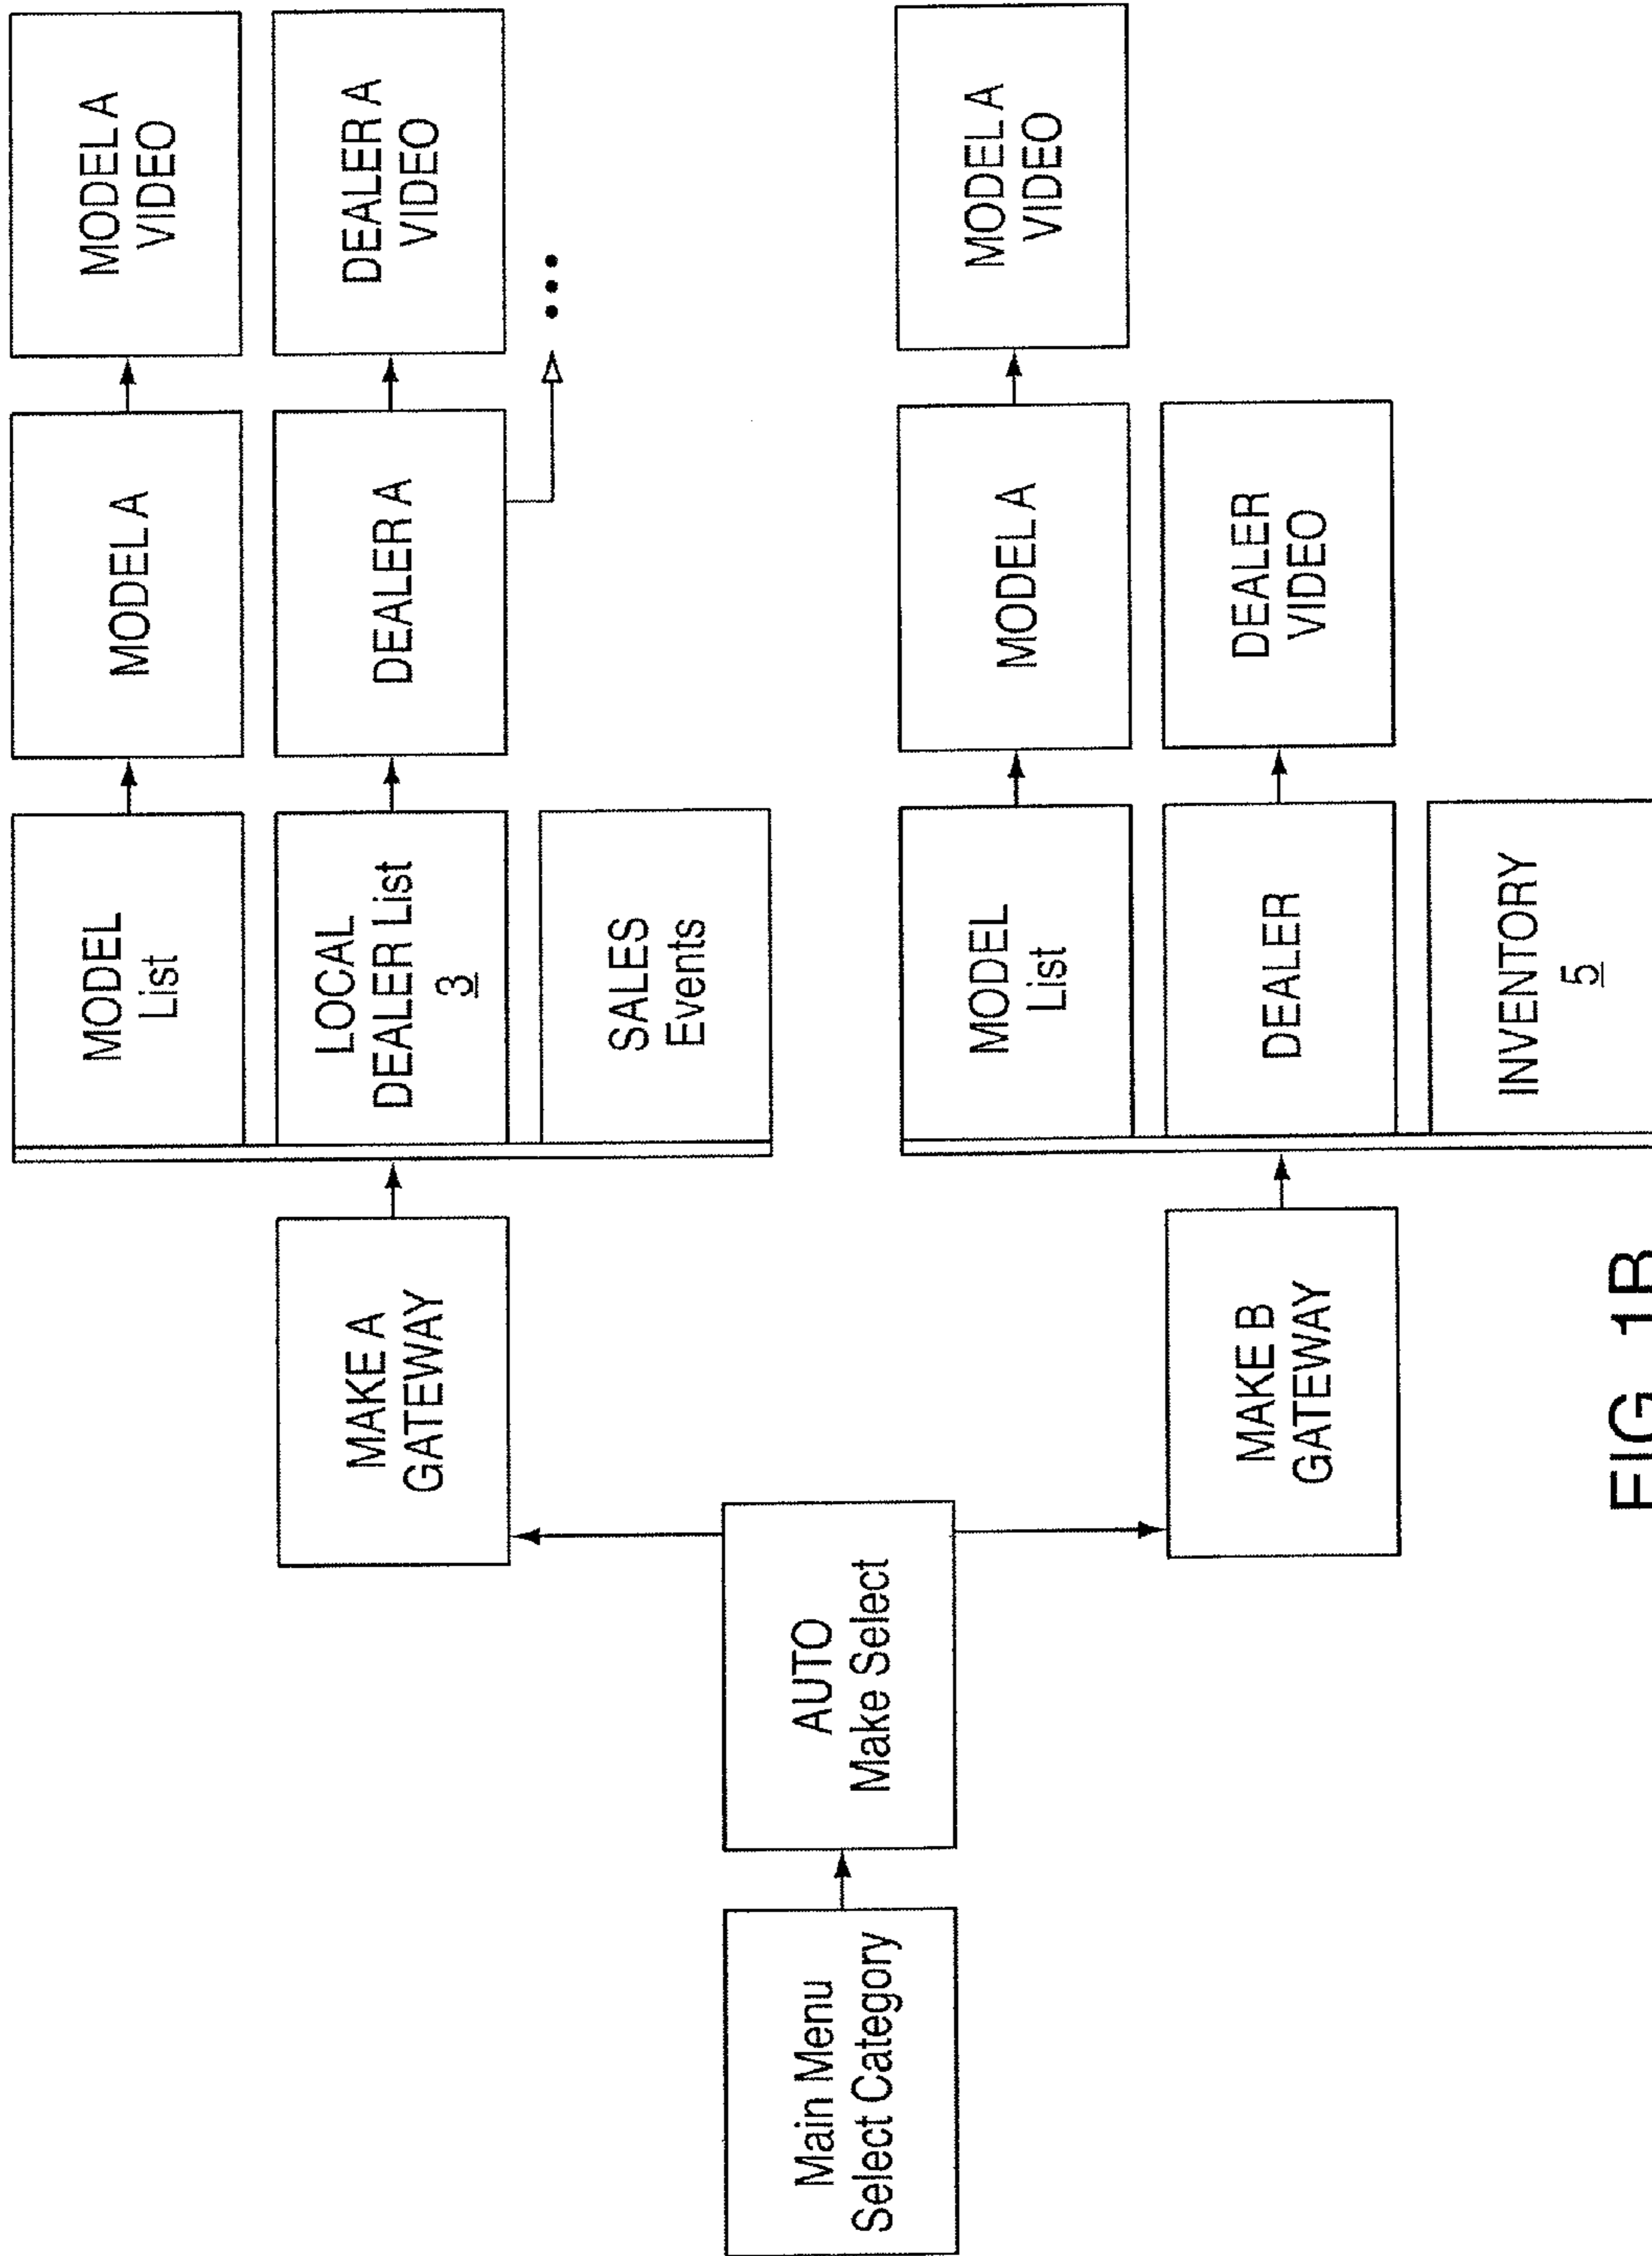 Main Menu
Select Category
AUTO
Make Select
MAKE A
GATEWAY
MODEL
List
MODEL A
MODEL A
VIDEO
LOCAL
DEALER List
3
DEALER A
DEALER A
VIDEO
SALES
Events
MAKE B
GATEWAY
MODEL
List
MODEL A
MODEL A
VIDEO
DEALER
DEALER
VIDEO
INVENTORY
5
FIG. 1B